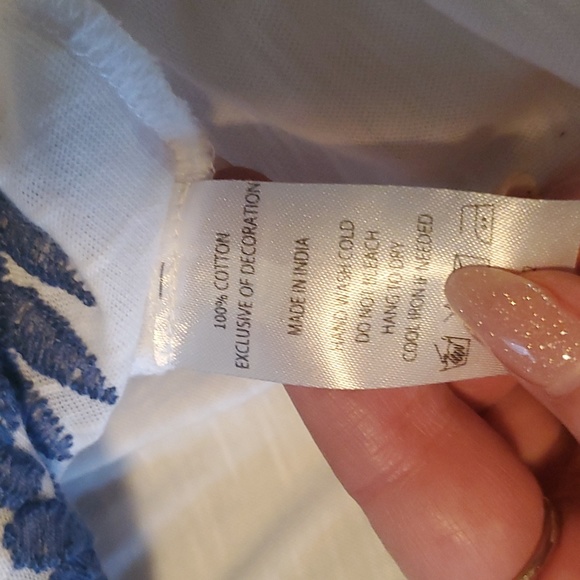 100% COTTON
EXCLUSIVE OF DECORATION
MADE IN INDIA
HAND WASH COLD
DO NOT BLEACH
HANG TO DRY
COOL IRON IF NEEDED